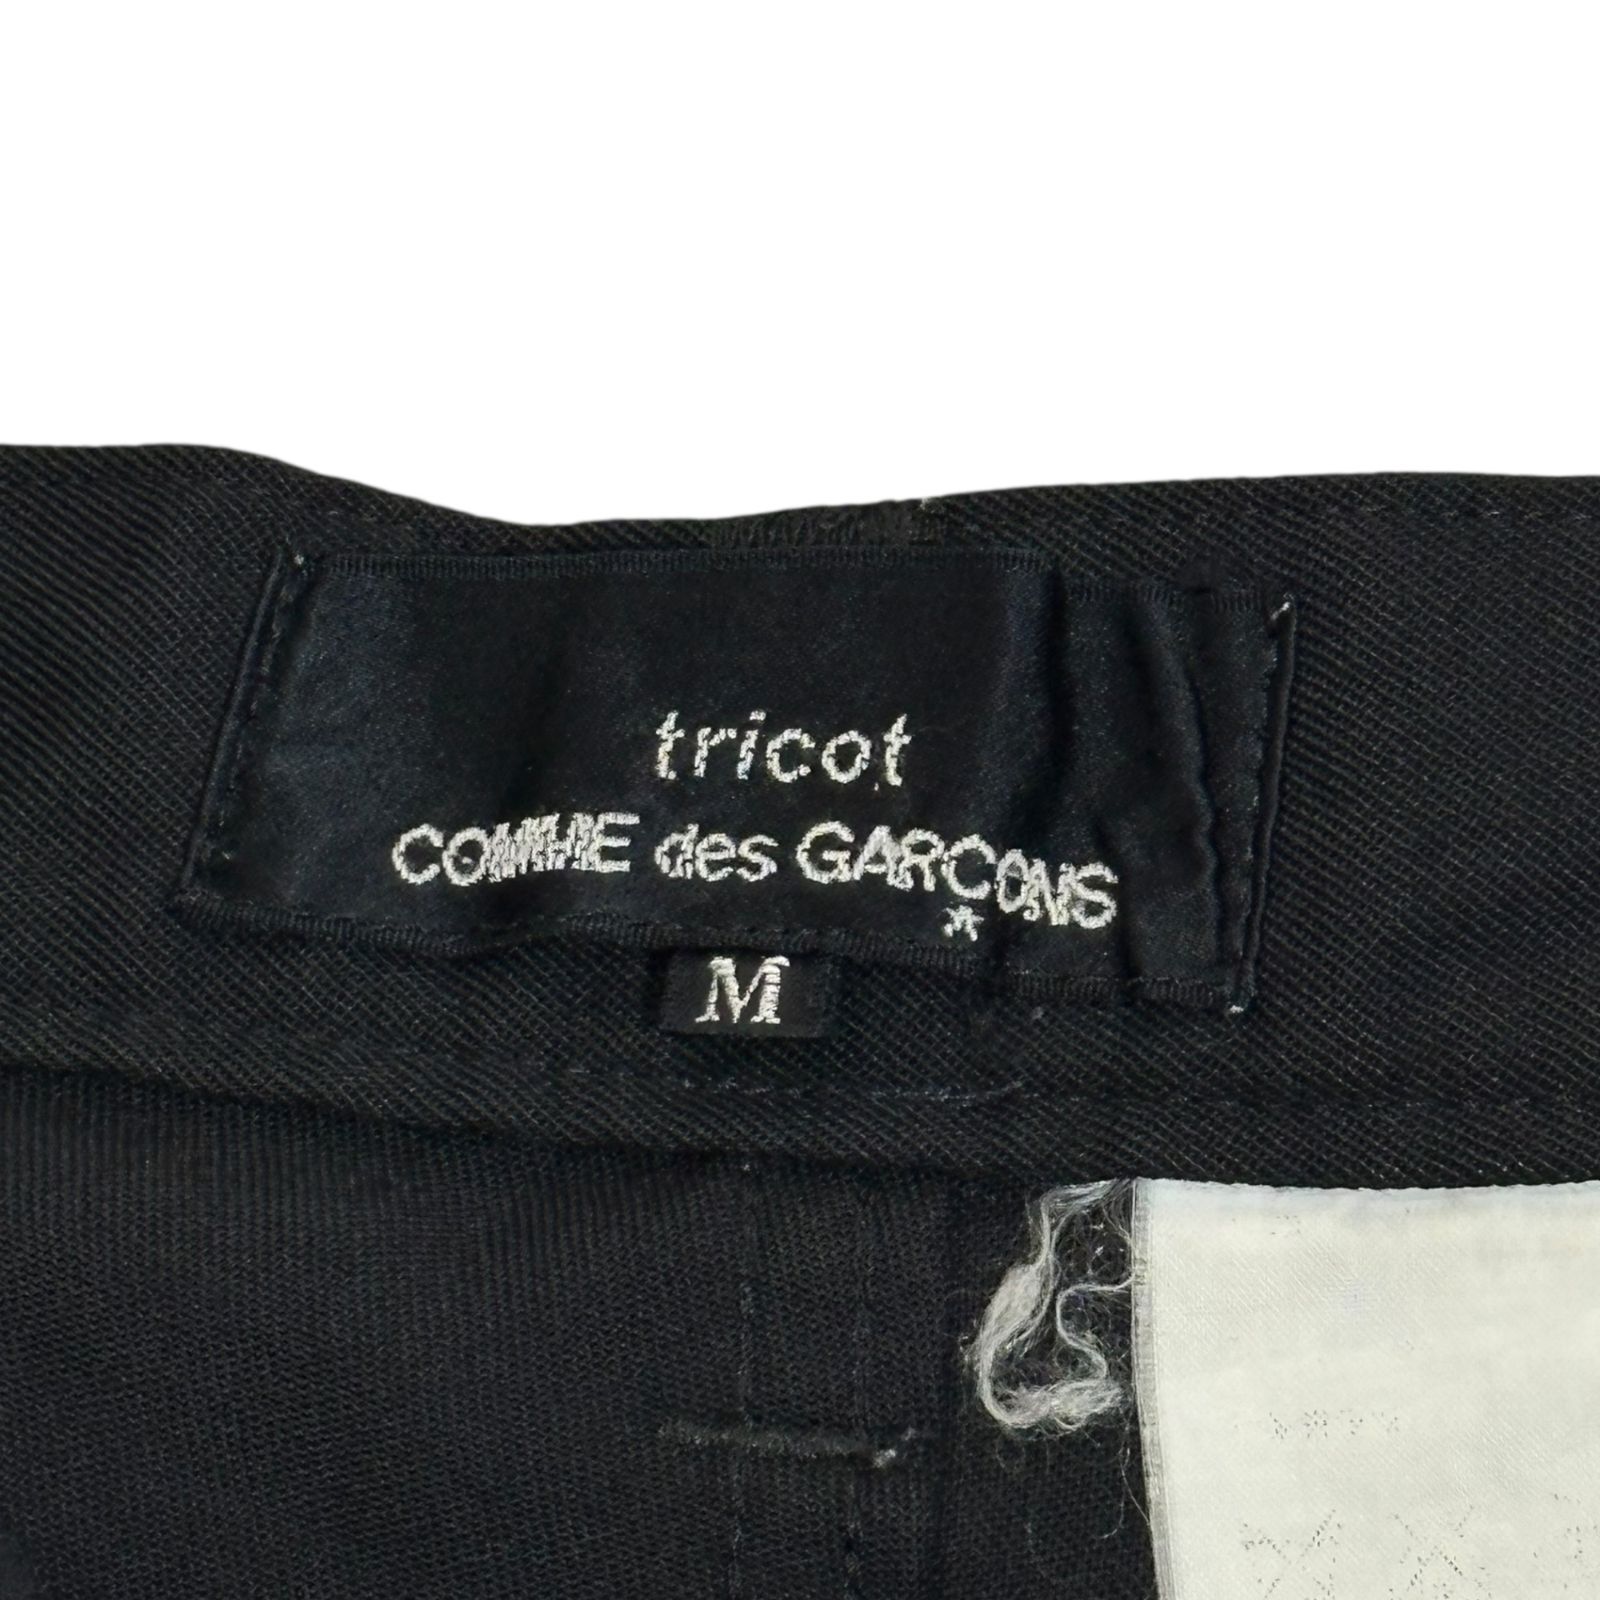 tricot
COMME des GARÇONS
M